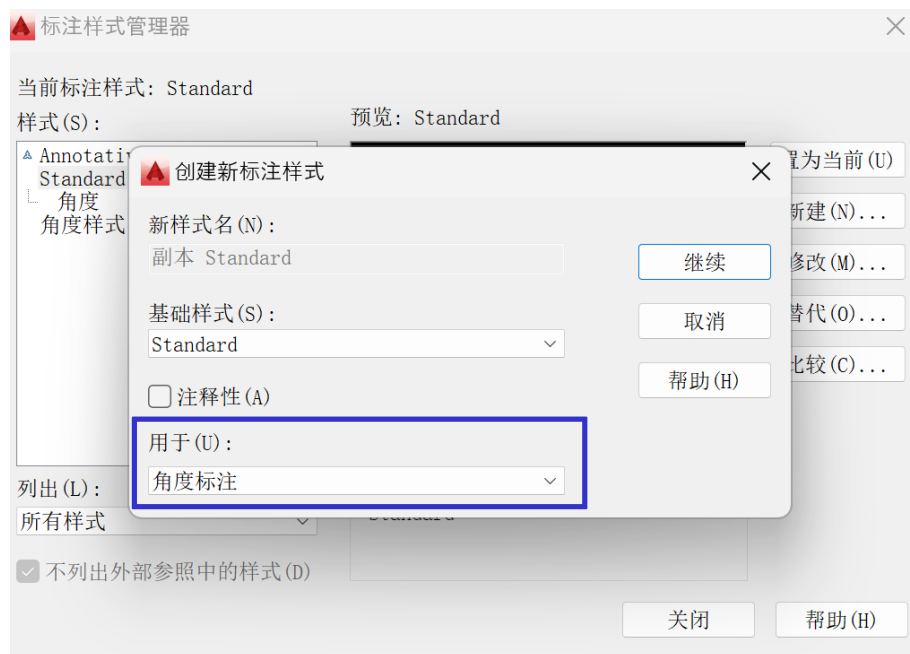 标注样式管理器
当前标注样式: Standard
样式(S):
预览: Standard
Annotati
Standard
角度
角度样式
置为当前(U)
新建(N)...
修改(M)...
替代(O)...
比较(C)...
创建新标注样式
新样式名(N):
副本 Standard
继续
基础样式(S):
Standard
取消
注释性(A)
帮助(H)
用于(U):
角度标注
列出(L):
所有样式
Standard
不列出外部参照中的样式(D)
关闭
帮助(H)